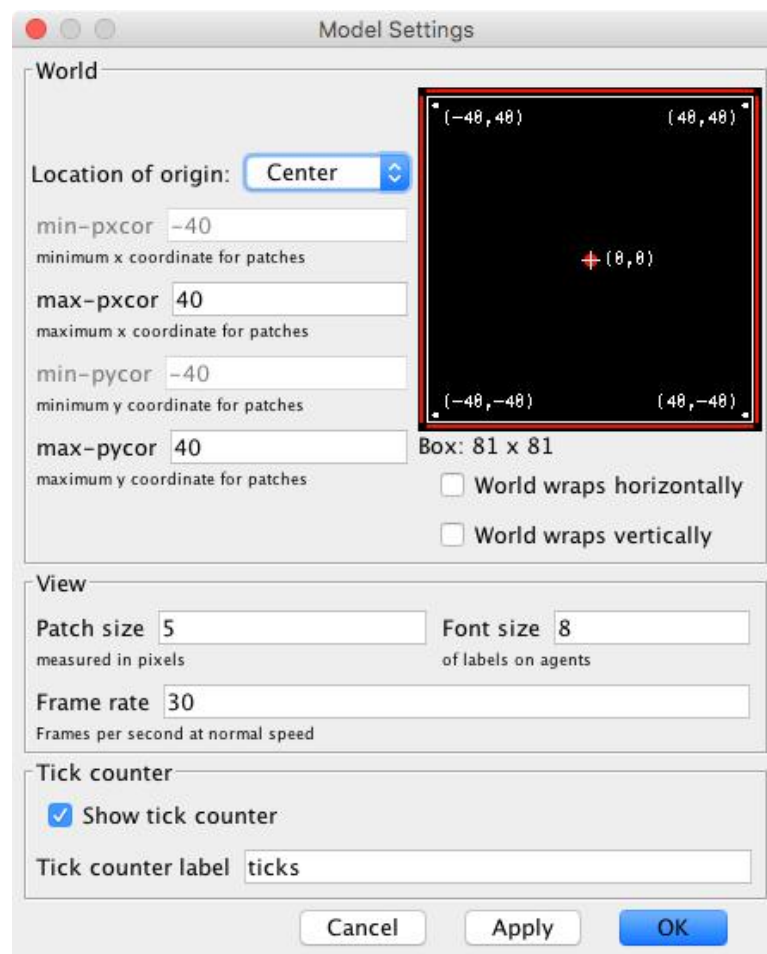 Model Settings
World
Location of origin: Center
min-pxcor -40
minimum x coordinate for patches
max-pxcor 40
maximum x coordinate for patches
min-pycor -40
minimum y coordinate for patches
max-pycor 40
maximum y coordinate for patches
(-40,40) (40,40)
(0,0)
(-40,-40) (40,-40)
Box: 81 x 81
World wraps horizontally
World wraps vertically
View
Patch size 5
measured in pixels
Font size 8
of labels on agents
Frame rate 30
Frames per second at normal speed
Tick counter
Show tick counter
Tick counter label ticks
Cancel Apply OK